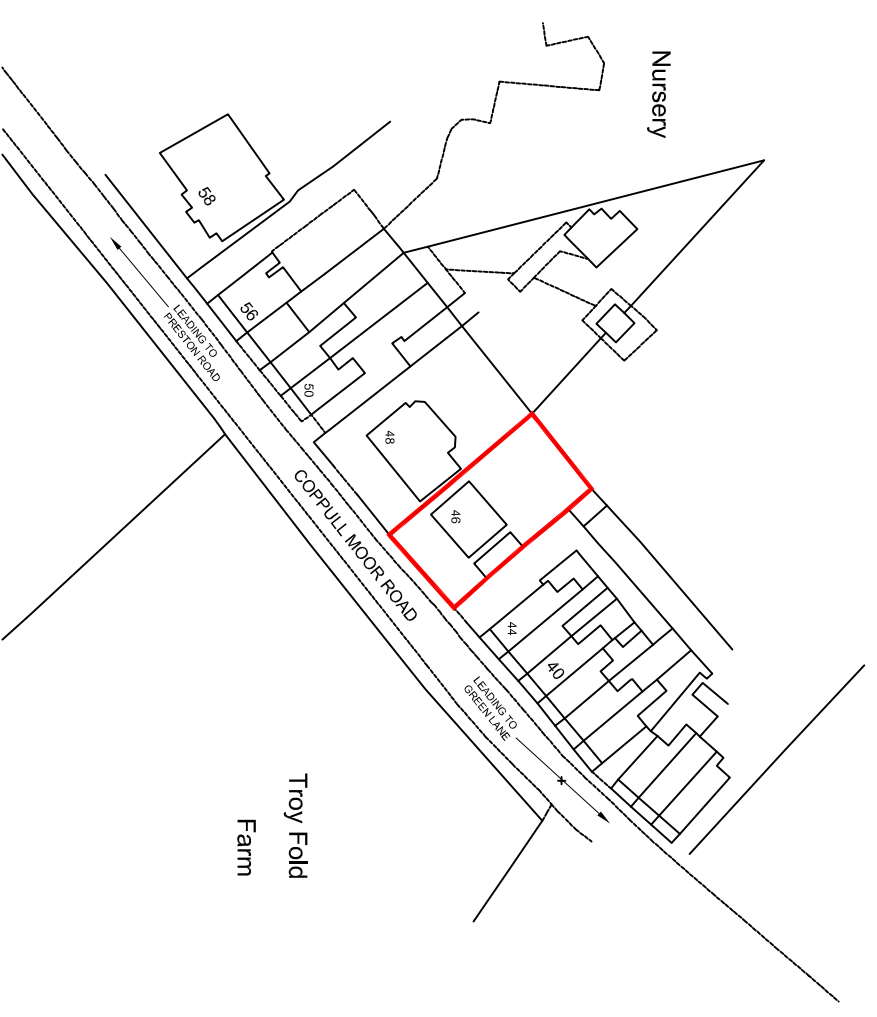 Nursery
58
56
LEADING TO
PRESTON ROAD
50
48
46
COPPULL MOOR ROAD
44
40
LEADING TO
GREEN LANE
Troy Fold
Farm